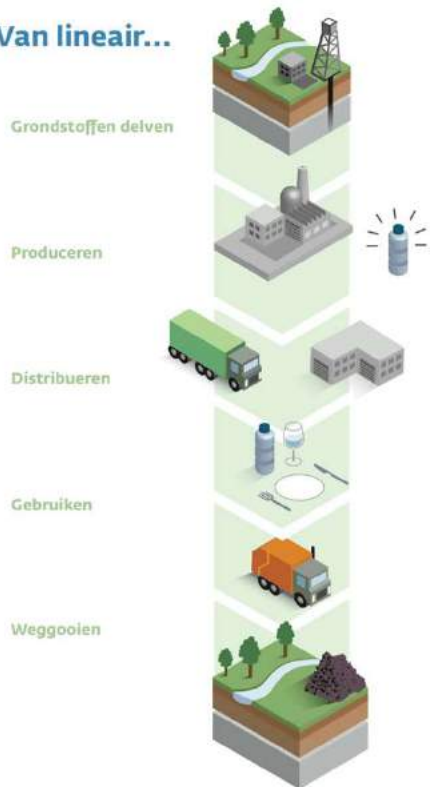 Van lineair...
Grondstoffen delven
Produceren
Distribueren
Gebruiken
Weggooien